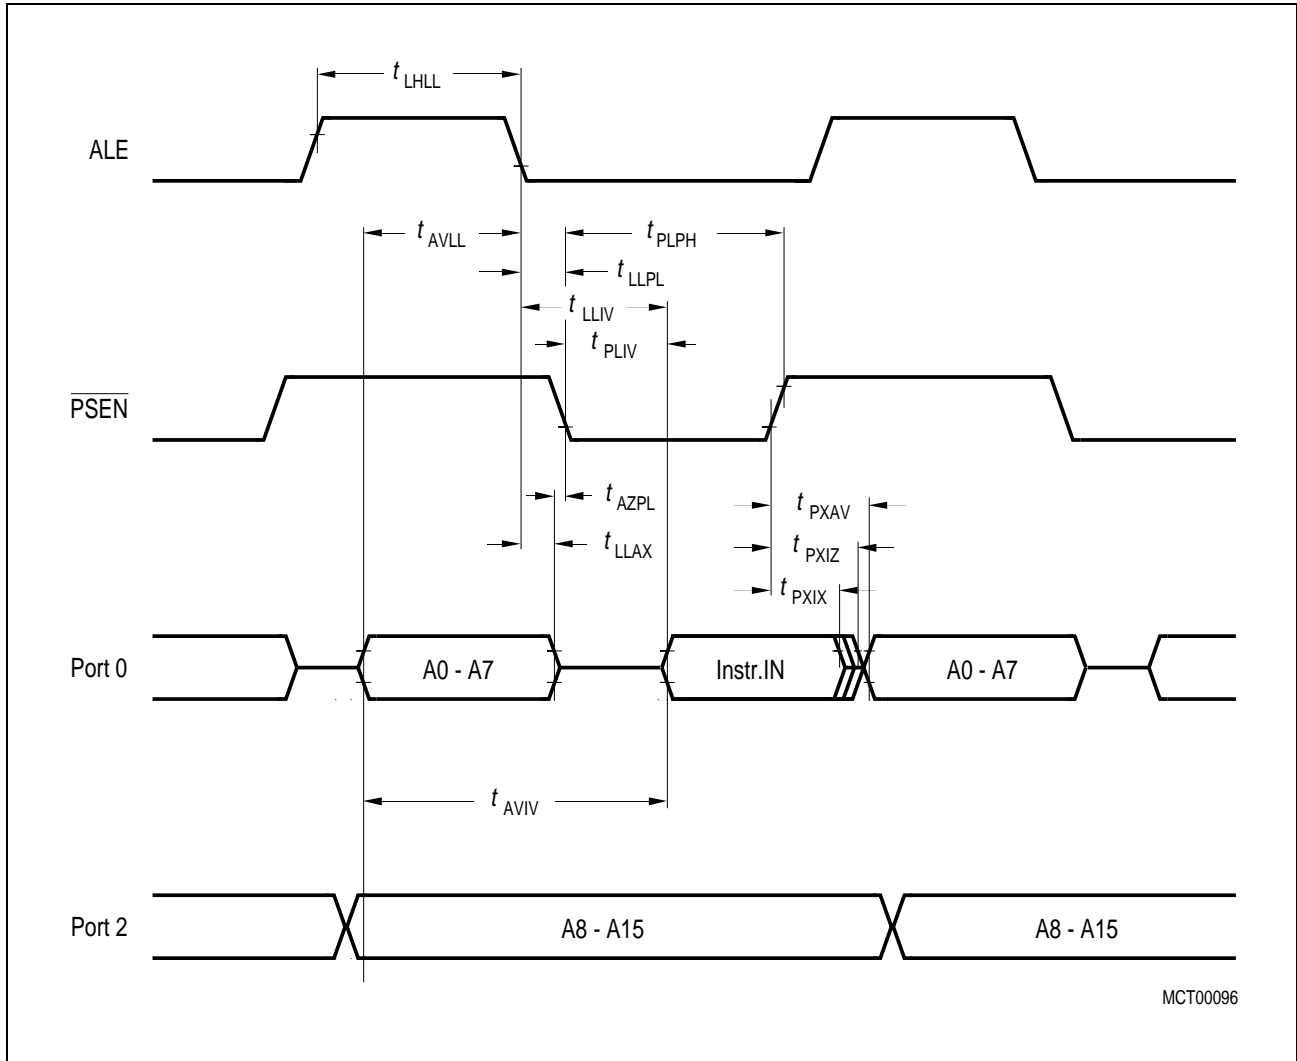 t LHLL
ALE
t AVLL
t PLPH
t LLPL
t LLIV
t PLIV
PSEN
t AZPL
t PXAV
t LLAX
t PXIZ
t PXIX
Port 0
A0 - A7
Instr.IN
A0 - A7
t AVIV
Port 2
A8 - A15
A8 - A15
MCT00096